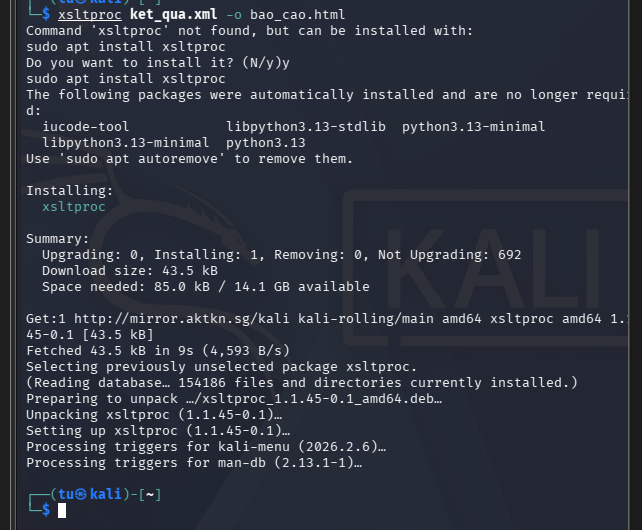 (tu㉿kali)-[~]
└─$ xsltproc ket_qua.xml -o bao_cao.html
Command 'xsltproc' not found, but can be installed with:
sudo apt install xsltproc
Do you want to install it? (N/y)y
sudo apt install xsltproc
The following packages were automatically installed and are no longer requi
d:
  iucode-tool            libpython3.13-stdlib  python3.13-minimal
  libpython3.13-minimal  python3.13
Use 'sudo apt autoremove' to remove them.
Installing:
  xsltproc
Summary:
  Upgrading: 0, Installing: 1, Removing: 0, Not Upgrading: 692
  Download size: 43.5 kB
  Space needed: 85.0 kB / 14.1 GB available
Get:1 http://mirror.aktkn.sg/kali kali-rolling/main amd64 xsltproc amd64 1.1
45-0.1 [43.5 kB]
Fetched 43.5 kB in 9s (4,593 B/s)
Selecting previously unselected package xsltproc.
(Reading database… 154186 files and directories currently installed.)
Preparing to unpack …/xsltproc_1.1.45-0.1_amd64.deb…
Unpacking xsltproc (1.1.45-0.1)…
Setting up xsltproc (1.1.45-0.1)…
Processing triggers for kali-menu (2026.2.6)…
Processing triggers for man-db (2.13.1-1)…
┌──(tu㉿kali)-[~]
└─$
KALI